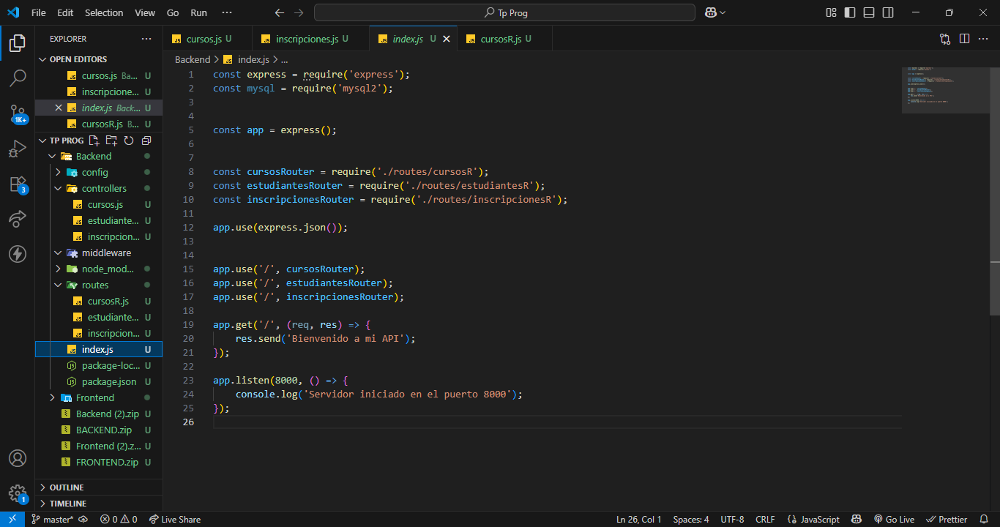 File Edit Selection View Go Run ··· Tp Prog
EXPLORER ···
OPEN EDITORS
cursos.js Ba... U
inscripcione... U
index.js Back... U
cursosR.js B... U
TP PROG
Backend
config
controllers
cursos.js U
estudiante... U
inscripcion... U
middleware
node_mod...
routes
cursosR.js U
estudiante... U
inscripcion... U
index.js U
package-loc... U
package.json U
Frontend
Backend (2).zip U
BACKEND.zip U
Frontend (2).z... U
FRONTEND.zip U
OUTLINE
TIMELINE
1K+
3
1
cursos.js U inscripciones.js U index.js U cursosR.js U ···
Backend > index.js > ...
1 const express = require('express');
2 const mysql = require('mysql2');
3
4
5 const app = express();
6
7
8 const cursosRouter = require('./routes/cursosR');
9 const estudiantesRouter = require('./routes/estudiantesR');
10 const inscripcionesRouter = require('./routes/inscripcionesR');
11
12 app.use(express.json());
13
14
15 app.use('/', cursosRouter);
16 app.use('/', estudiantesRouter);
17 app.use('/', inscripcionesRouter);
18
19 app.get('/', (req, res) => {
20 res.send('Bienvenido a mi API');
21 });
22
23 app.listen(8000, () => {
24 console.log('Servidor iniciado en el puerto 8000');
25 });
26
master* 0 0 Live Share Ln 26, Col 1 Spaces: 4 UTF-8 CRLF {} JavaScript Go Live Prettier